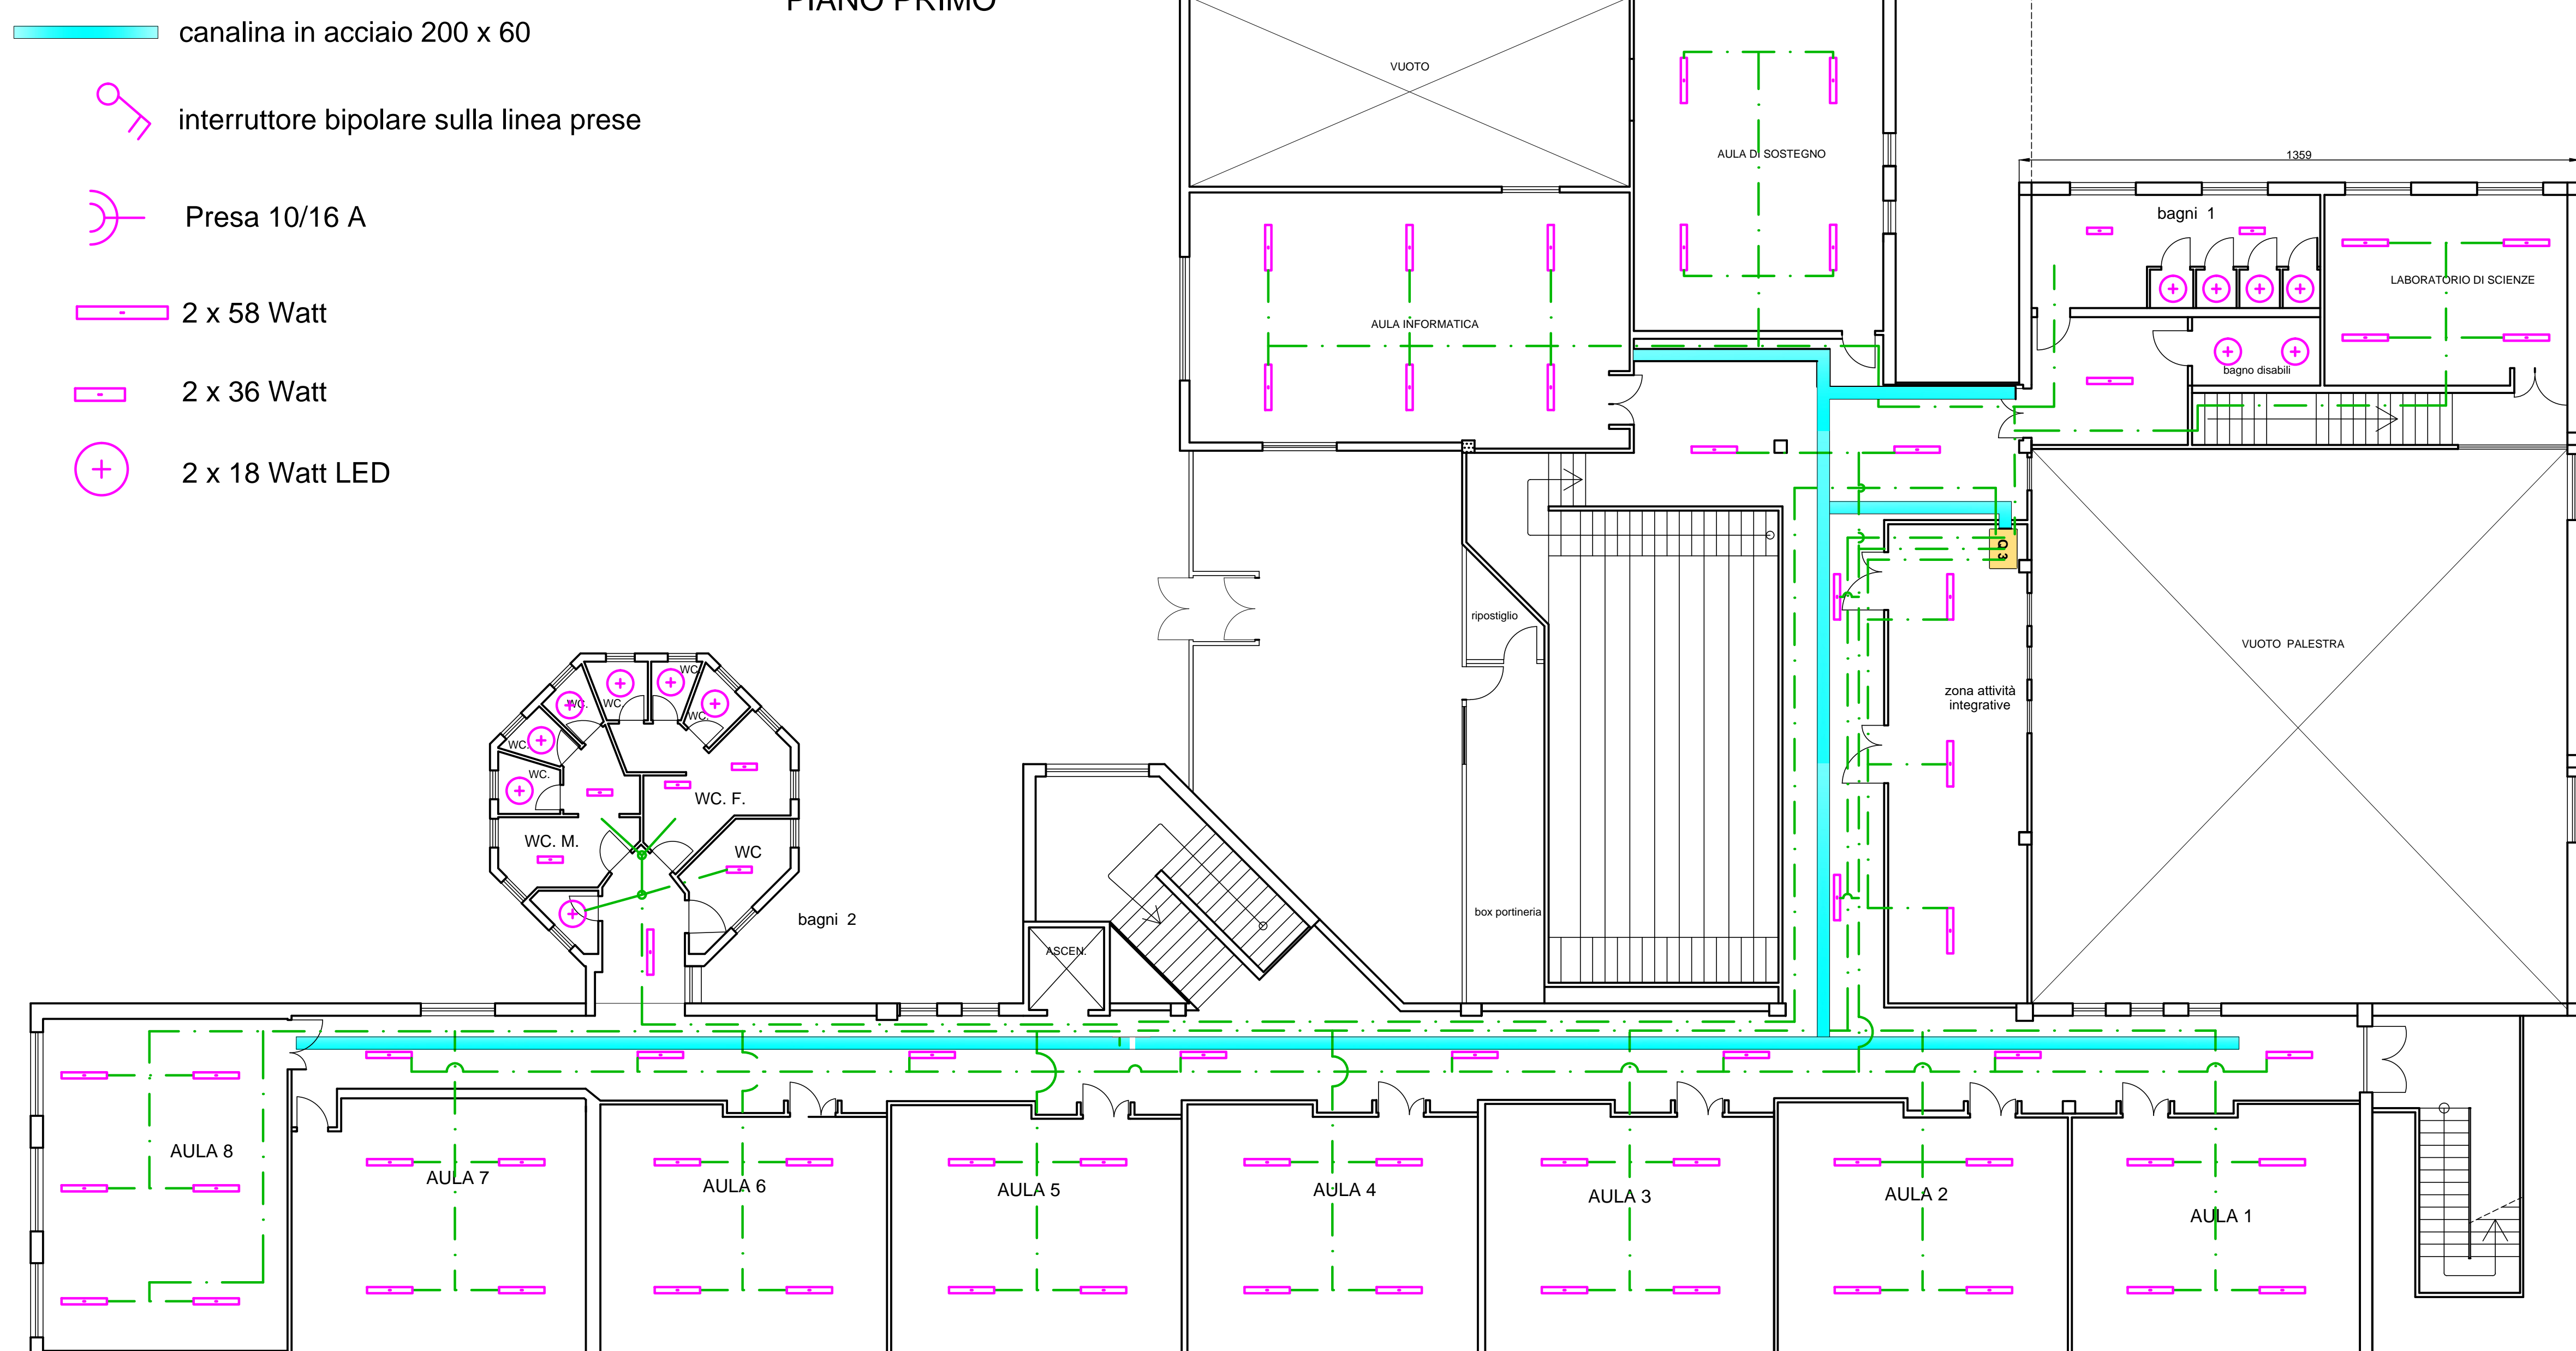 PIANO PRIMO
canalina in acciaio 200 x 60
interruttore bipolare sulla linea prese
Presa 10/16 A
2 x 58 Watt
2 x 36 Watt
2 x 18 Watt LED
VUOTO
AULA DI SOSTEGNO
1359
bagni 1
LABORATORIO DI SCIENZE
AULA INFORMATICA
bagno disabili
Q 3
ripostiglio
VUOTO PALESTRA
zona attività
integrative
WC.
WC.
WC.
WC.
WC.
WC.
WC. F.
WC. M.
WC
bagni 2
box portineria
ASCEN.
AULA 8
AULA 7
AULA 6
AULA 5
AULA 4
AULA 3
AULA 2
AULA 1